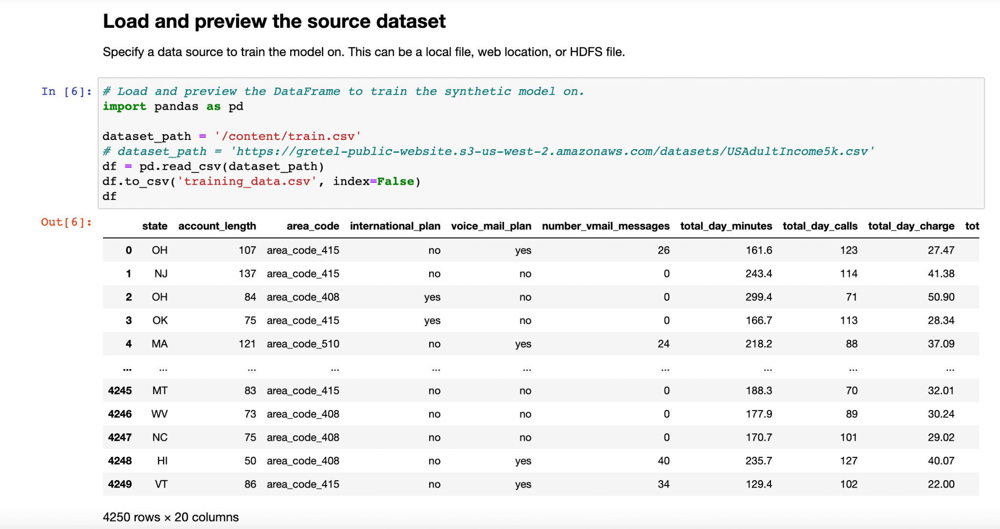 Load and preview the source dataset
Specify a data source to train the model on. This can be a local file, web location, or HDFS file.
In [6]: # Load and preview the DataFrame to train the synthetic model on.
import pandas as pd
dataset_path = '/content/train.csv'
# dataset_path = 'https://gretel-public-website.s3-us-west-2.amazonaws.com/datasets/USAdultIncome5k.csv'
df = pd.read_csv(dataset_path)
df.to_csv('training_data.csv', index=False)
df
Out[6]:
state account_length area_code international_plan voice_mail_plan number_vmail_messages total_day_minutes total_day_calls total_day_charge tot
0 OH 107 area_code_415 no yes 26 161.6 123 27.47
1 NJ 137 area_code_415 no no 0 243.4 114 41.38
2 OH 84 area_code_408 yes no 0 299.4 71 50.90
3 OK 75 area_code_415 yes no 0 166.7 113 28.34
4 MA 121 area_code_510 no yes 24 218.2 88 37.09
... ... ... ... ... ... ... ... ... ...
4245 MT 83 area_code_415 no no 0 188.3 70 32.01
4246 WV 73 area_code_408 no no 0 177.9 89 30.24
4247 NC 75 area_code_408 no no 0 170.7 101 29.02
4248 HI 50 area_code_408 no yes 40 235.7 127 40.07
4249 VT 86 area_code_415 no yes 34 129.4 102 22.00
4250 rows × 20 columns